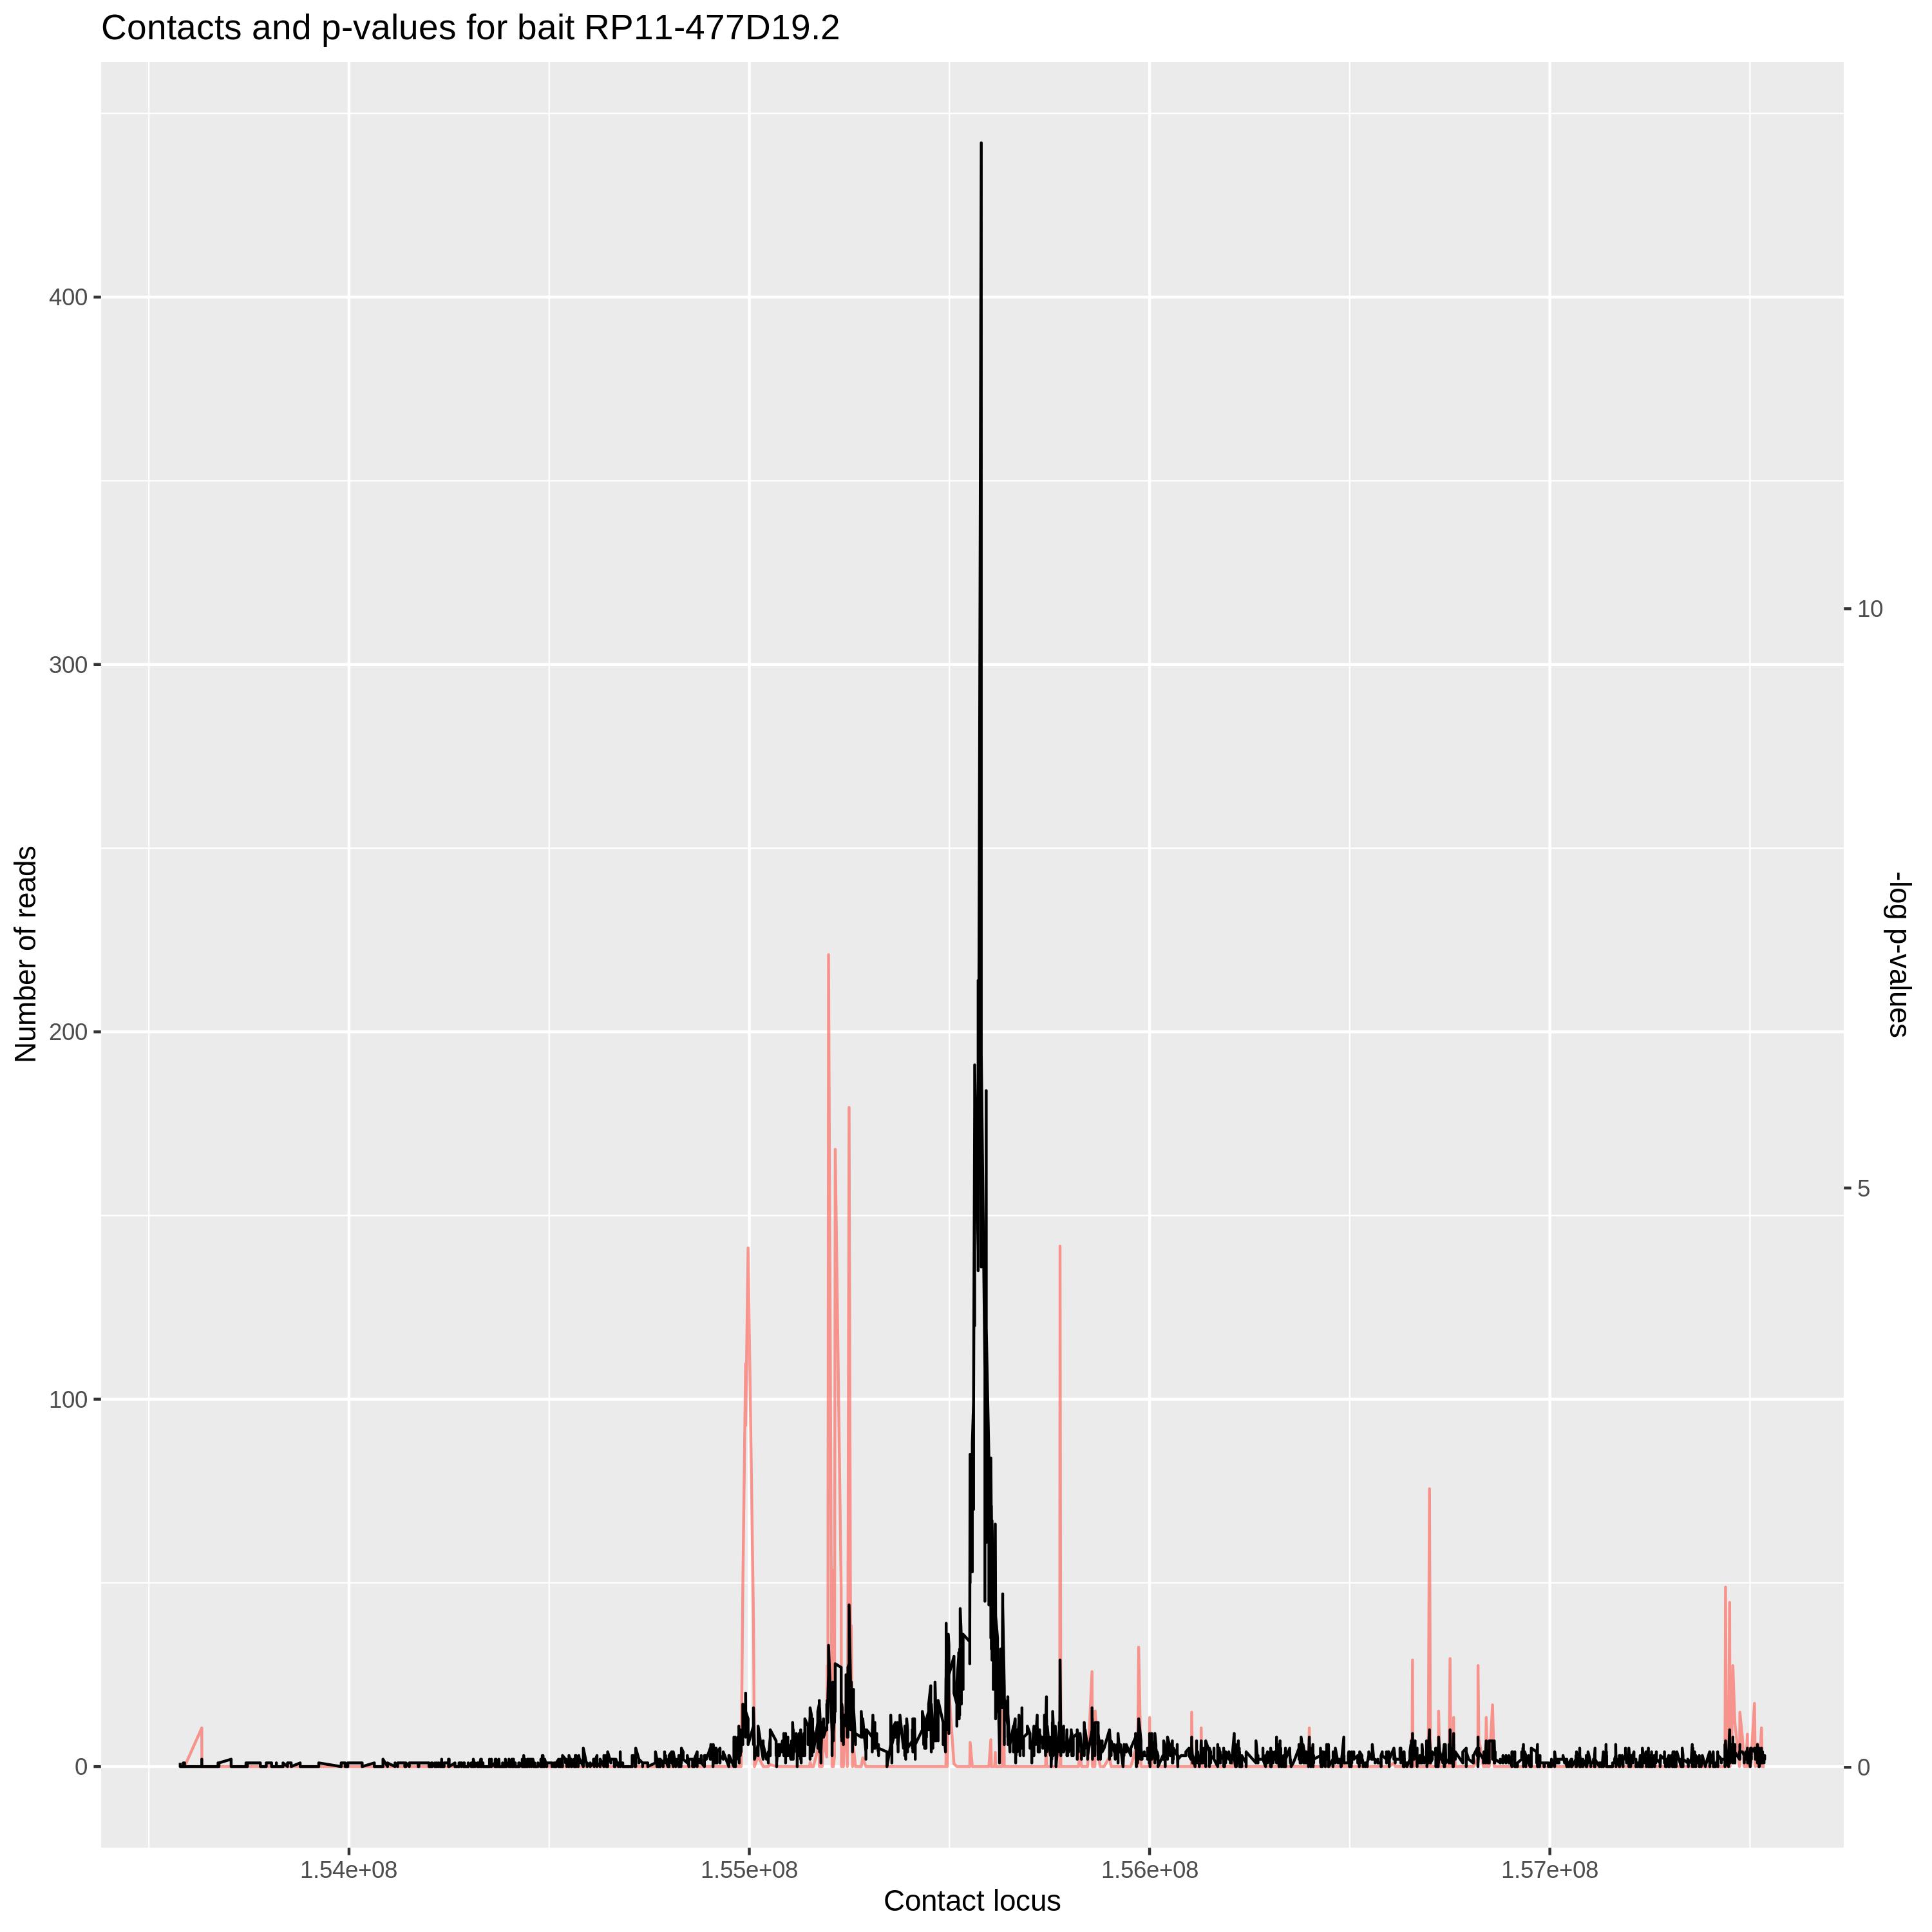 Contacts and p-values for bait RP11-477D19.2
Number of reads
400
300
200
100
0
10
5
0
-log p-values
1.54e+08 1.55e+08 1.56e+08 1.57e+08
Contact locus